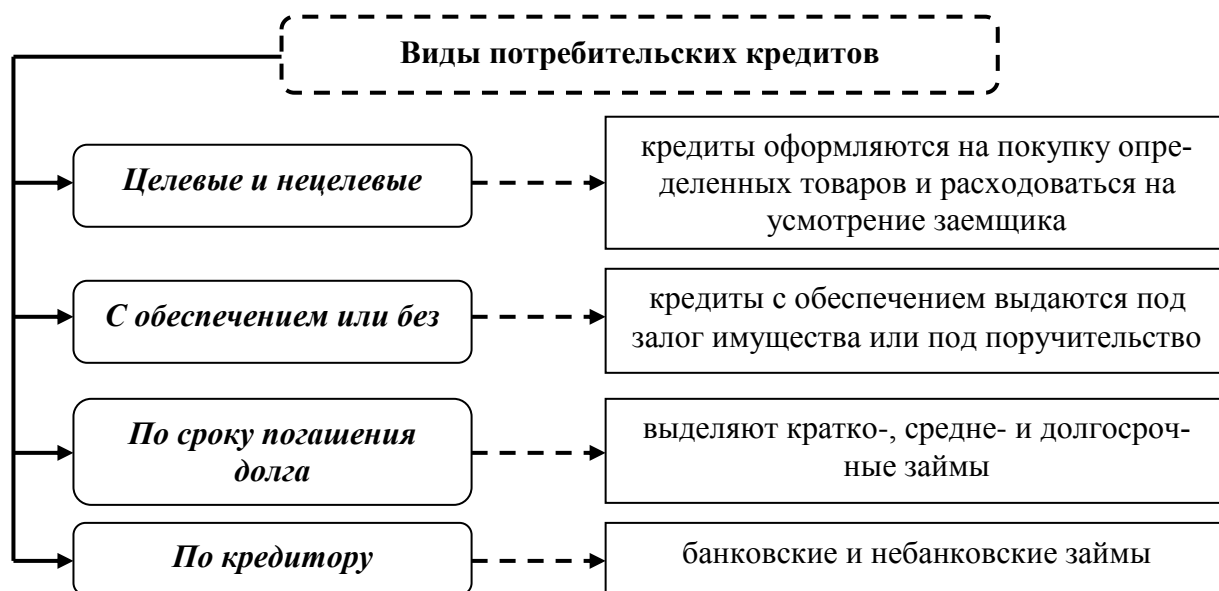 Виды потребительских кредитов
Целевые и нецелевые
кредиты оформляются на покупку опре-
деленных товаров и расходоваться на
усмотрение заемщика
С обеспечением или без
кредиты с обеспечением выдаются под
залог имущества или под поручительство
По сроку погашения
долга
выделяют кратко-, средне- и долгосроч-
ные займы
По кредитору
банковские и небанковские займы